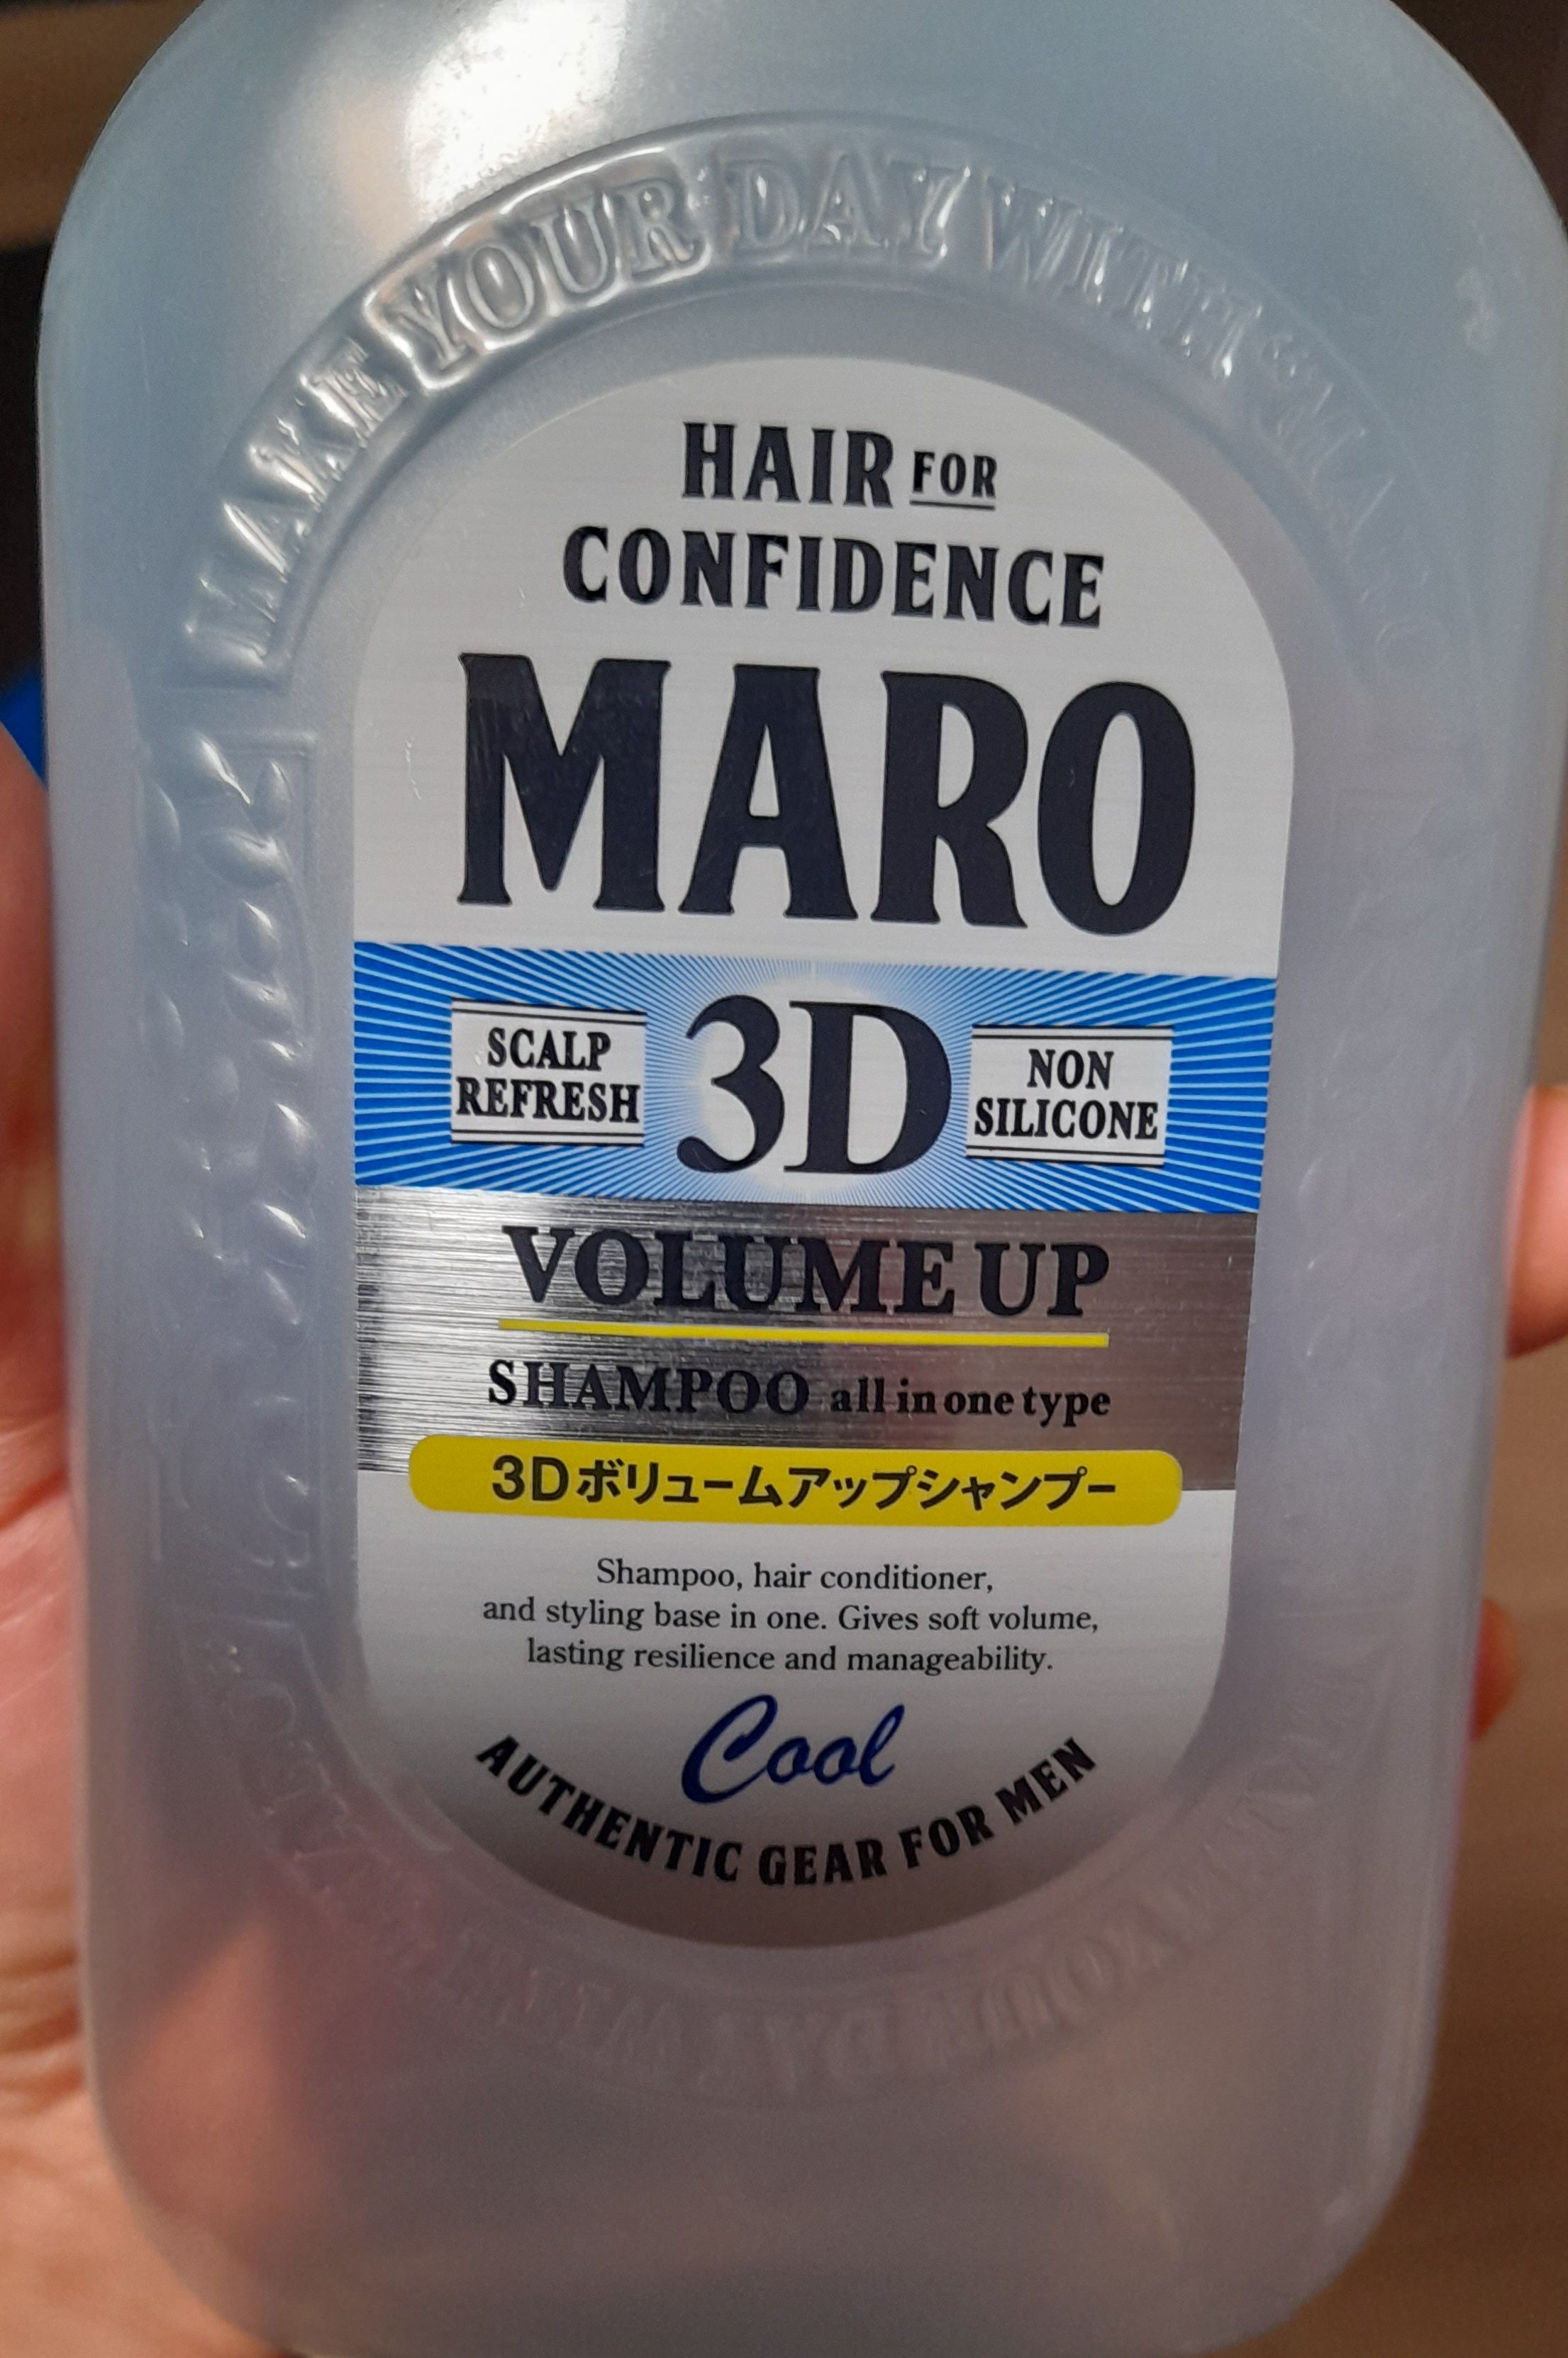 MAKE YOUR DAY WITH "MARO
HAIR FOR
CONFIDENCE
MARO
SCALP
REFRESH
3D
NON
SILICONE
VOLUME UP
SHAMPOO all in one type
3Dボリュームアップシャンプー
Shampoo, hair conditioner,
and styling base in one. Gives soft volume,
lasting resilience and manageability.
Cool
AUTHENTIC GEAR FOR MEN